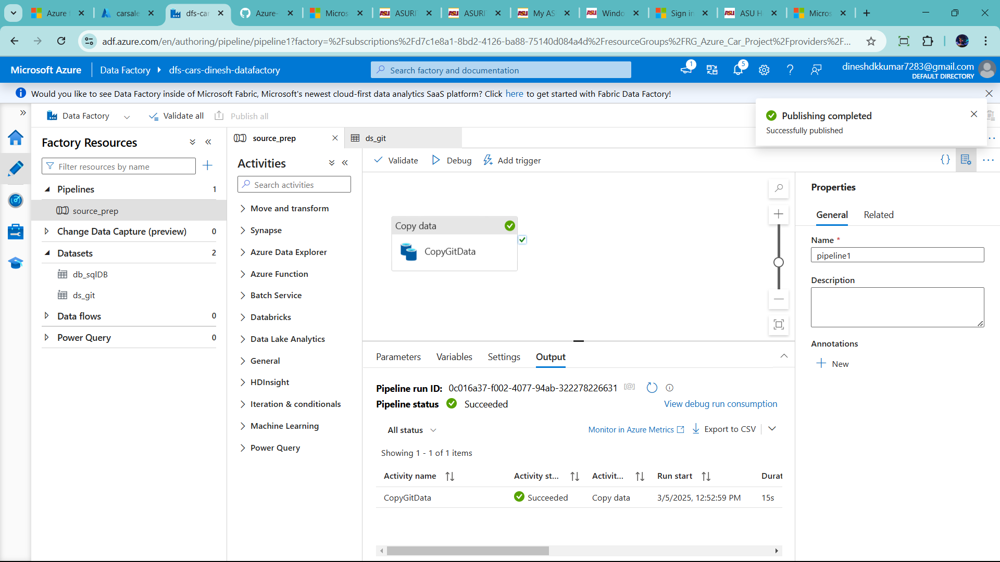 Azure f
carsale
dfs-car
Azure-
Micros
ASURI
ASURI
My AS
Windo
Sign in
ASU H
Micros
adf.azure.com/en/authoring/pipeline/pipeline1?factory=%2Fsubscriptions%2Fd7c1e8a1-8bd2-4126-ba88-75140d084a4d%2FresourceGroups%2FRG_Azure_Car_Project%2Fproviders%2F...
Microsoft Azure
Data Factory
dfs-cars-dinesh-datafactory
Search factory and documentation
1
5
dineshdkkumar7283@gmail.com
DEFAULT DIRECTORY
Would you like to see Data Factory inside of Microsoft Fabric, Microsoft's newest cloud-first data analytics SaaS platform? Click here to get started with Fabric Data Factory!
Data Factory
Validate all
Publish all
Publishing completed
Successfully published
Factory Resources
Filter resources by name
Pipelines 1
source_prep
Change Data Capture (preview) 0
Datasets 2
db_sqlDB
ds_git
Data flows 0
Power Query 0
source_prep
ds_git
Activities
Search activities
Move and transform
Synapse
Azure Data Explorer
Azure Function
Batch Service
Databricks
Data Lake Analytics
General
HDInsight
Iteration & conditionals
Machine Learning
Power Query
Validate
Debug
Add trigger
Copy data
CopyGitData
Parameters
Variables
Settings
Output
Pipeline run ID: 0c016a37-f002-4077-94ab-322278226631
Pipeline status Succeeded
View debug run consumption
All status
Monitor in Azure Metrics
Export to CSV
Showing 1 - 1 of 1 items
Activity name Activity st... Activit... Run start Durat
CopyGitData Succeeded Copy data 3/5/2025, 12:52:59 PM 15s
Properties
General
Related
Name *
pipeline1
Description
Annotations
New